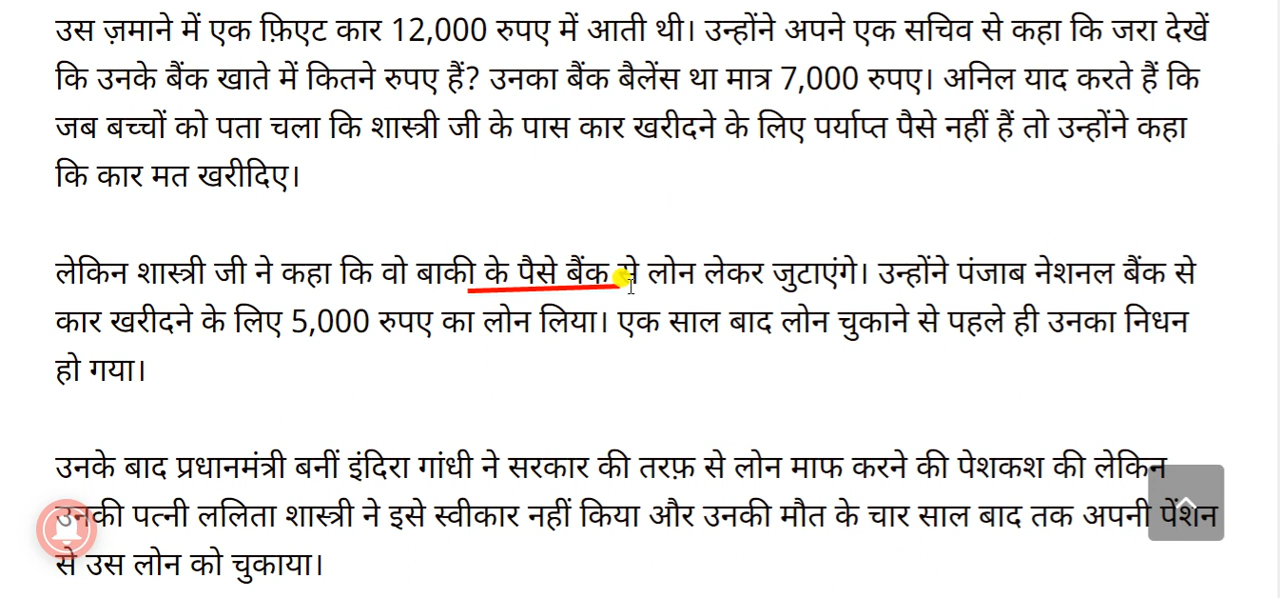 उस ज़माने में एक फ़िएट कार 12,000 रुपए में आती थी। उन्होंने अपने एक सचिव से कहा कि जरा देखें
कि उनके बैंक खाते में कितने रुपए हैं? उनका बैंक बैलेंस था मात्र 7,000 रुपए। अनिल याद करते हैं कि
जब बच्चों को पता चला कि शास्त्री जी के पास कार खरीदने के लिए पर्याप्त पैसे नहीं हैं तो उन्होंने कहा
कि कार मत खरीदिए।
लेकिन शास्त्री जी ने कहा कि वो बाकी के पैसे बैंक से लोन लेकर जुटाएंगे। उन्होंने पंजाब नेशनल बैंक से
कार खरीदने के लिए 5,000 रुपए का लोन लिया। एक साल बाद लोन चुकाने से पहले ही उनका निधन
हो गया।
उनके बाद प्रधानमंत्री बनीं इंदिरा गांधी ने सरकार की तरफ़ से लोन माफ करने की पेशकश की लेकिन
उनकी पत्नी ललिता शास्त्री ने इसे स्वीकार नहीं किया और उनकी मौत के चार साल बाद तक अपनी पेंशन
से उस लोन को चुकाया।